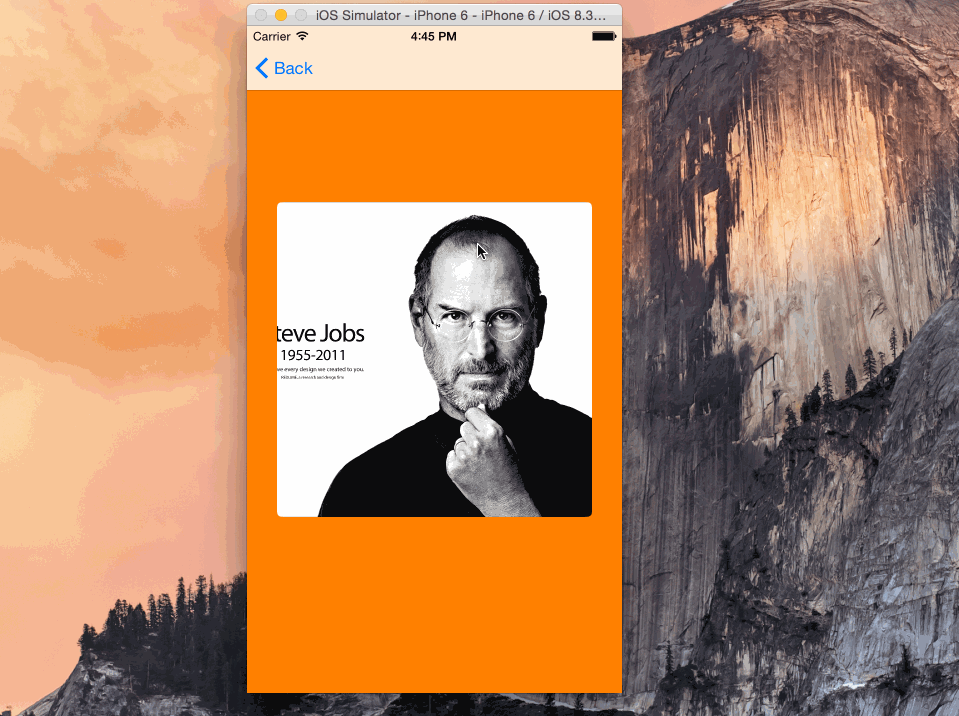 iOS Simulator - iPhone 6 - iPhone 6 / iOS 8.3...
Carrier 4:45 PM
Back
teve Jobs
1955-2011
ve every design we created to you.